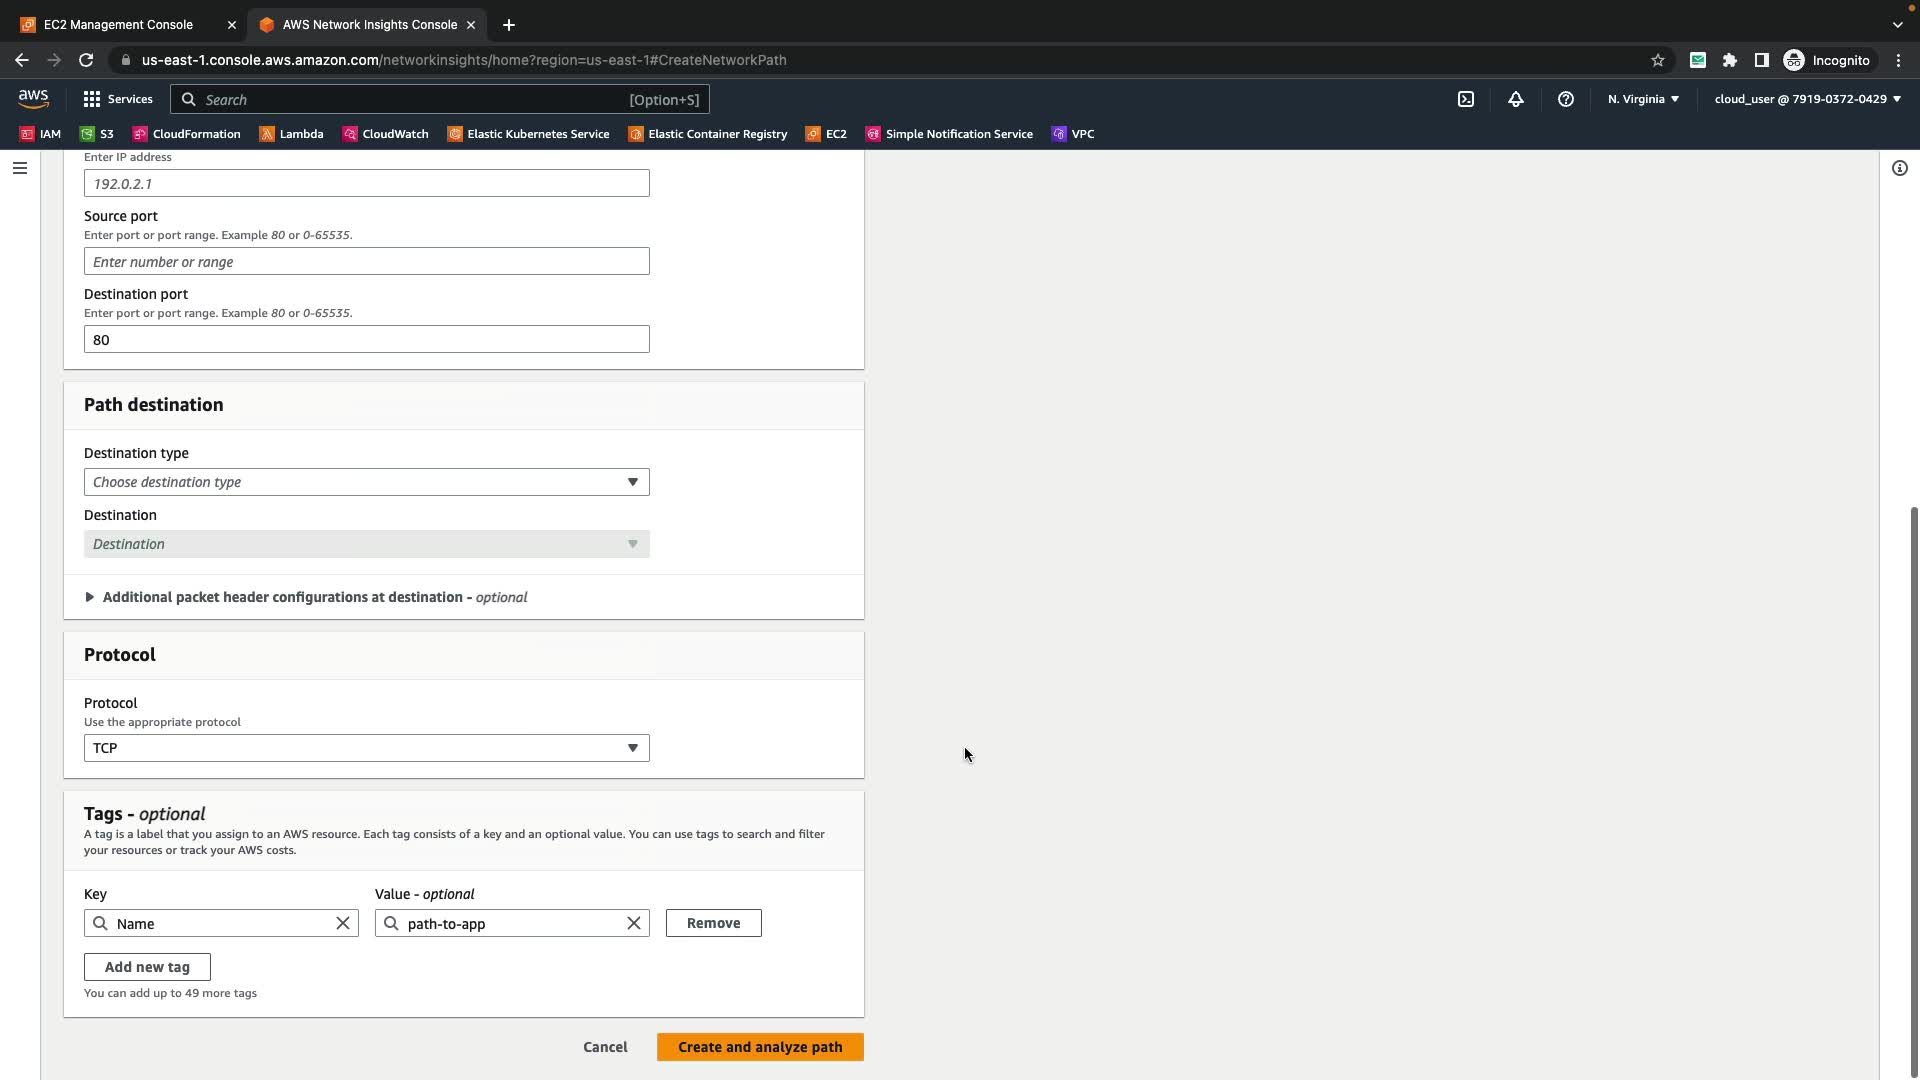 EC2 Management Console
AWS Network Insights Console
us-east-1.console.aws.amazon.com/networkinsights/home?region=us-east-1#CreateNetworkPath
Incognito
aws
Services
Search
[Option+S]
N. Virginia
cloud_user @ 7919-0372-0429
IAM
S3
CloudFormation
Lambda
CloudWatch
Elastic Kubernetes Service
Elastic Container Registry
EC2
Simple Notification Service
VPC
Enter IP address
192.0.2.1
Source port
Enter port or port range. Example 80 or 0-65535.
Enter number or range
Destination port
Enter port or port range. Example 80 or 0-65535.
80
Path destination
Destination type
Choose destination type
Destination
Destination
Additional packet header configurations at destination - optional
Protocol
Protocol
Use the appropriate protocol
TCP
Tags - optional
A tag is a label that you assign to an AWS resource. Each tag consists of a key and an optional value. You can use tags to search and filter
your resources or track your AWS costs.
Key
Value - optional
Name
path-to-app
Remove
Add new tag
You can add up to 49 more tags
Cancel
Create and analyze path